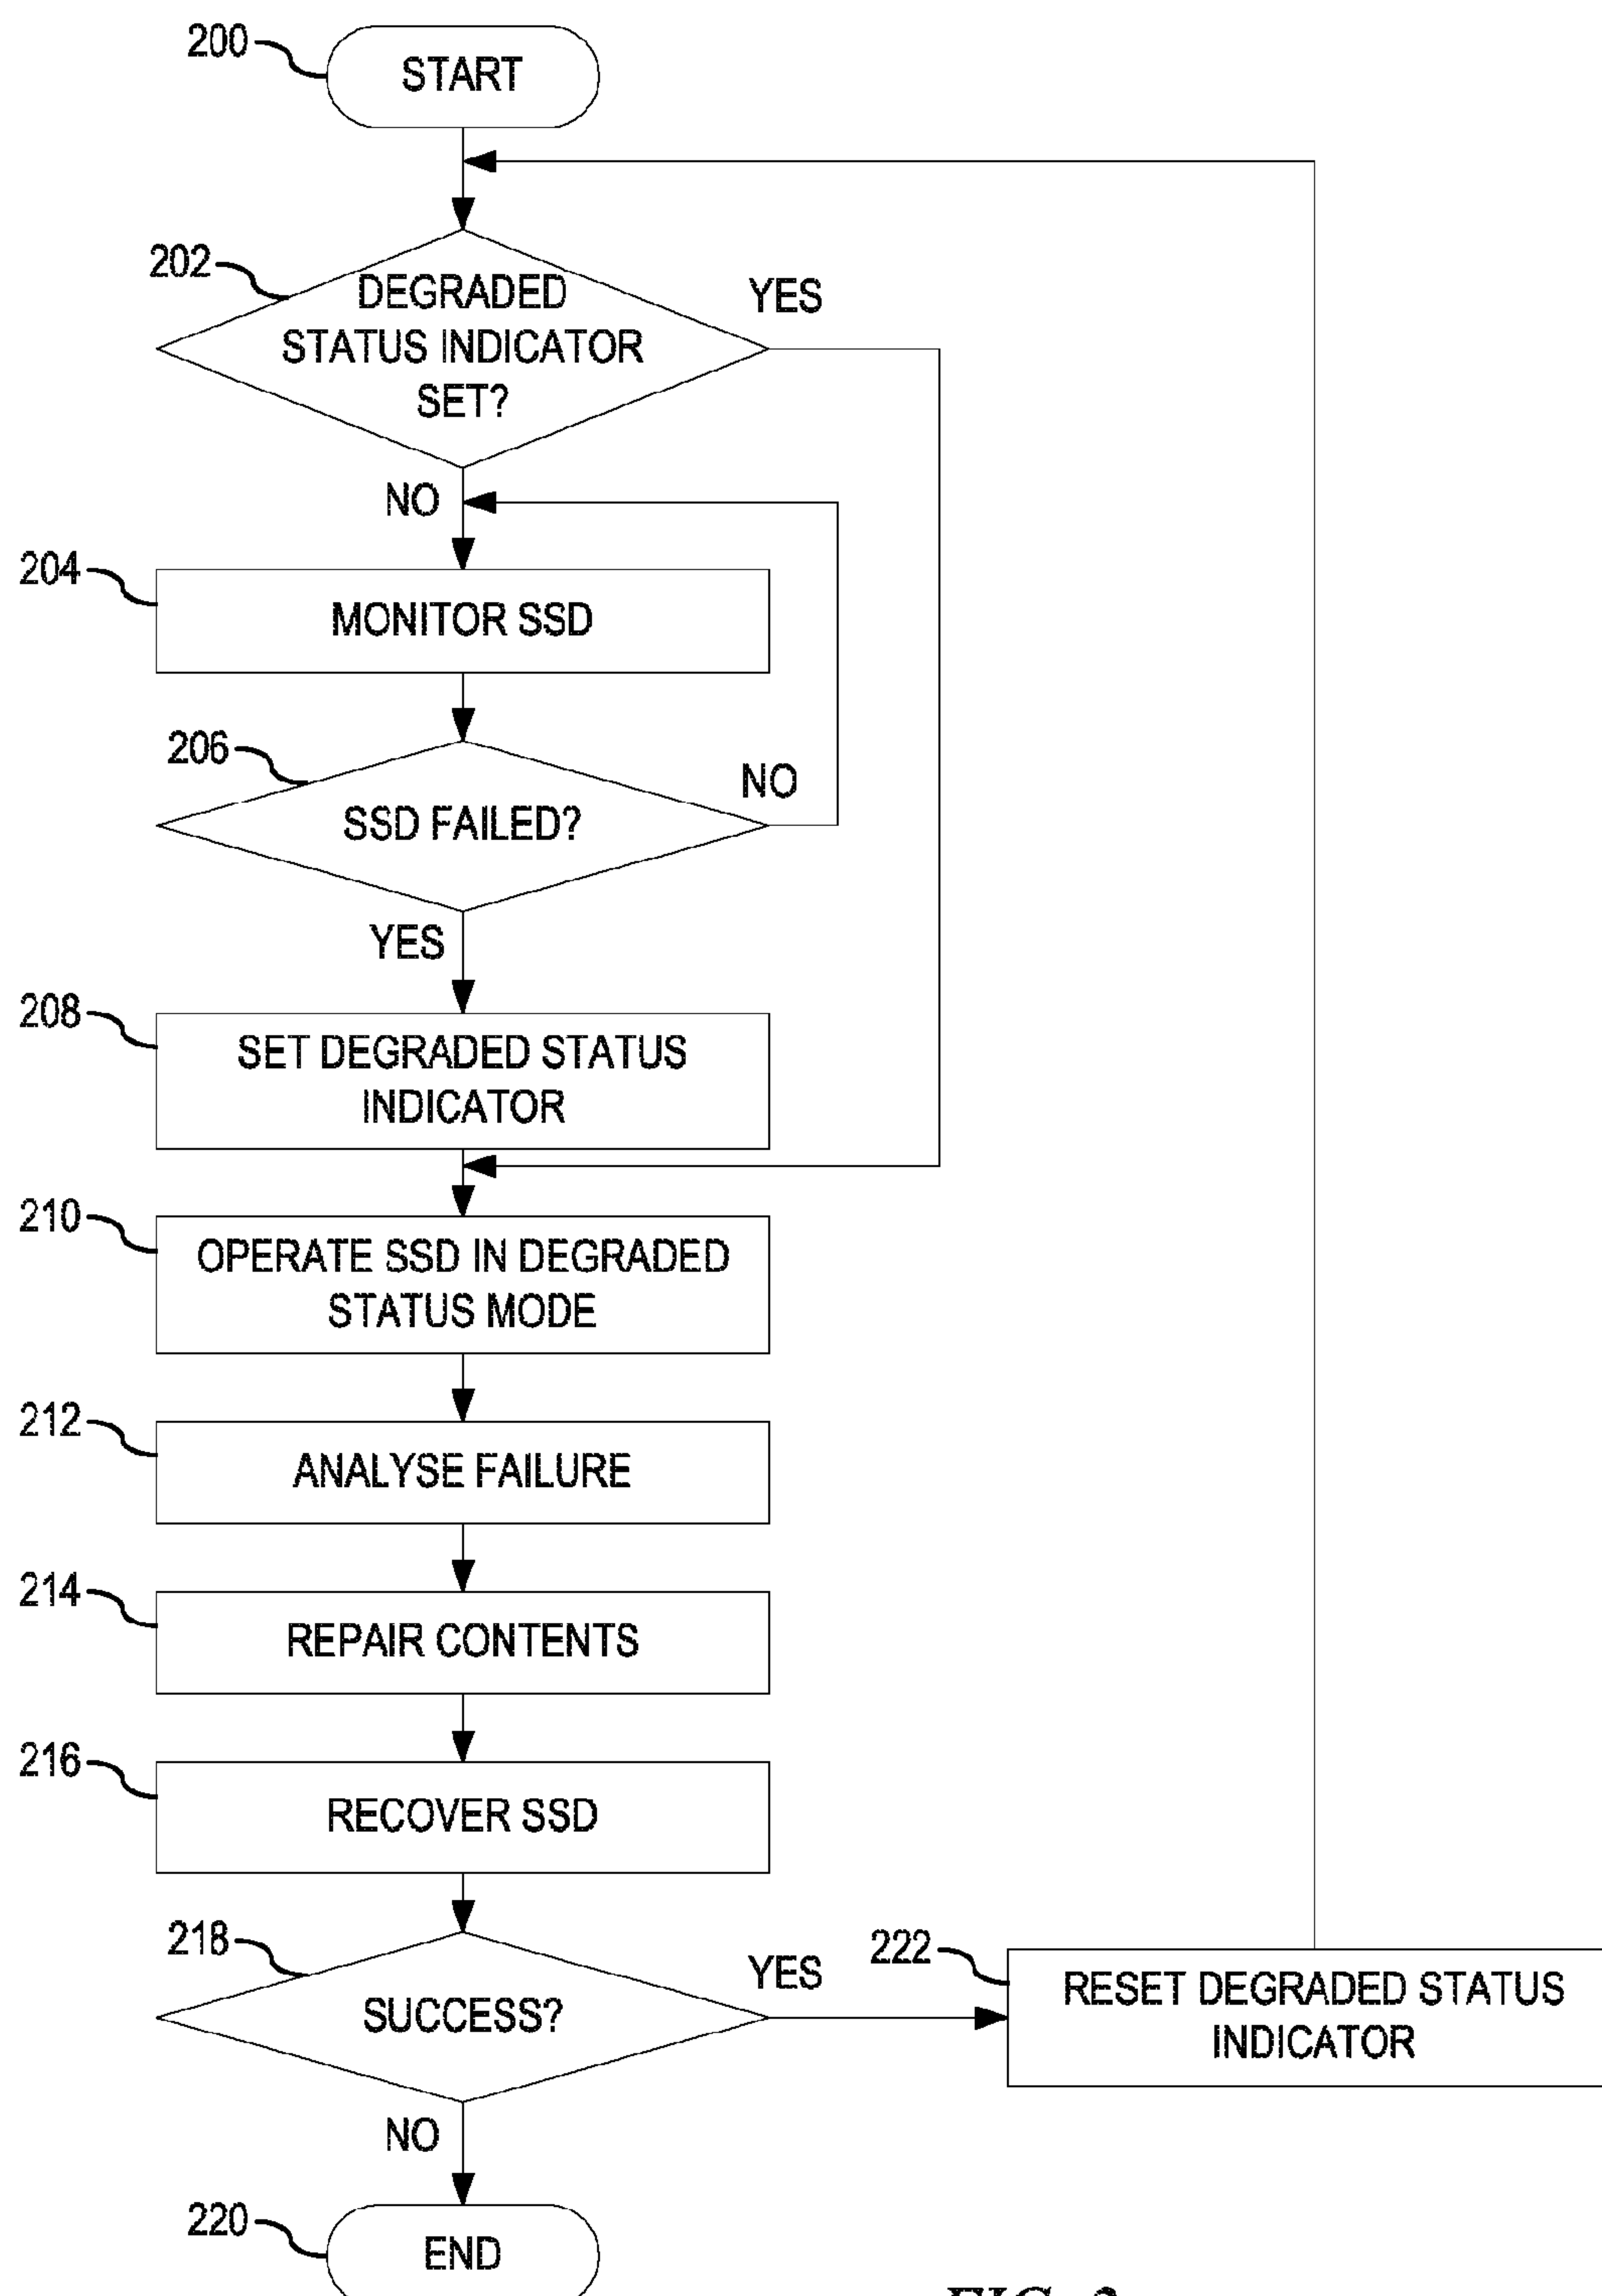 200
START
202
DEGRADED
STATUS INDICATOR
SET?
YES
NO
204
MONITOR SSD
206
SSD FAILED?
NO
YES
208
SET DEGRADED STATUS
INDICATOR
210
OPERATE SSD IN DEGRADED
STATUS MODE
212
ANALYSE FAILURE
214
REPAIR CONTENTS
216
RECOVER SSD
218
SUCCESS?
YES
222
RESET DEGRADED STATUS
INDICATOR
NO
220
END